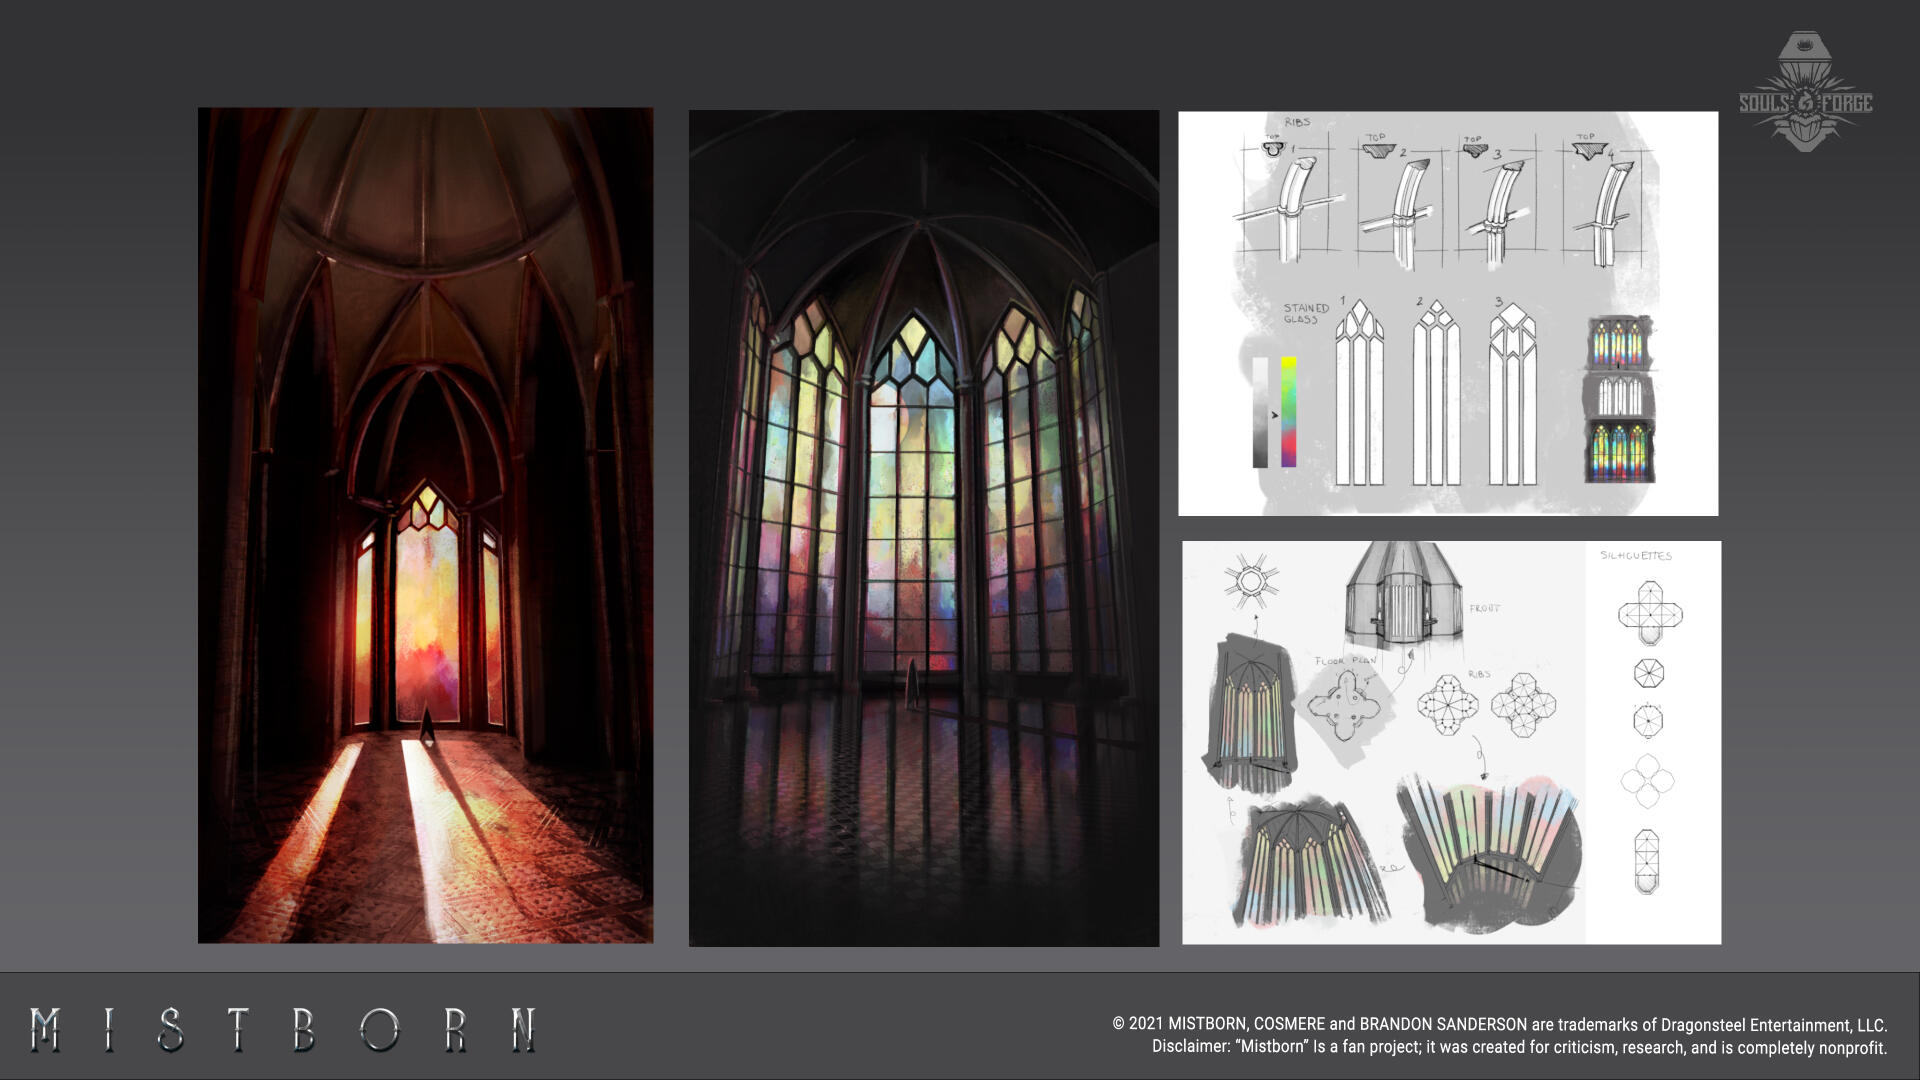 SOULS FORGE
RIBS
TOP 1
TOP 2
TOP 3
TOP 4
STAINED
GLASS
1
2
3
SILHGUETTES
FRONT
FLOOR PLAN
RIBS
MISTBORN
© 2021 MISTBORN, COSMERE and BRANDON SANDERSON are trademarks of Dragonsteel Entertainment, LLC.
Disclaimer: “Mistborn” Is a fan project; it was created for criticism, research, and is completely nonprofit.